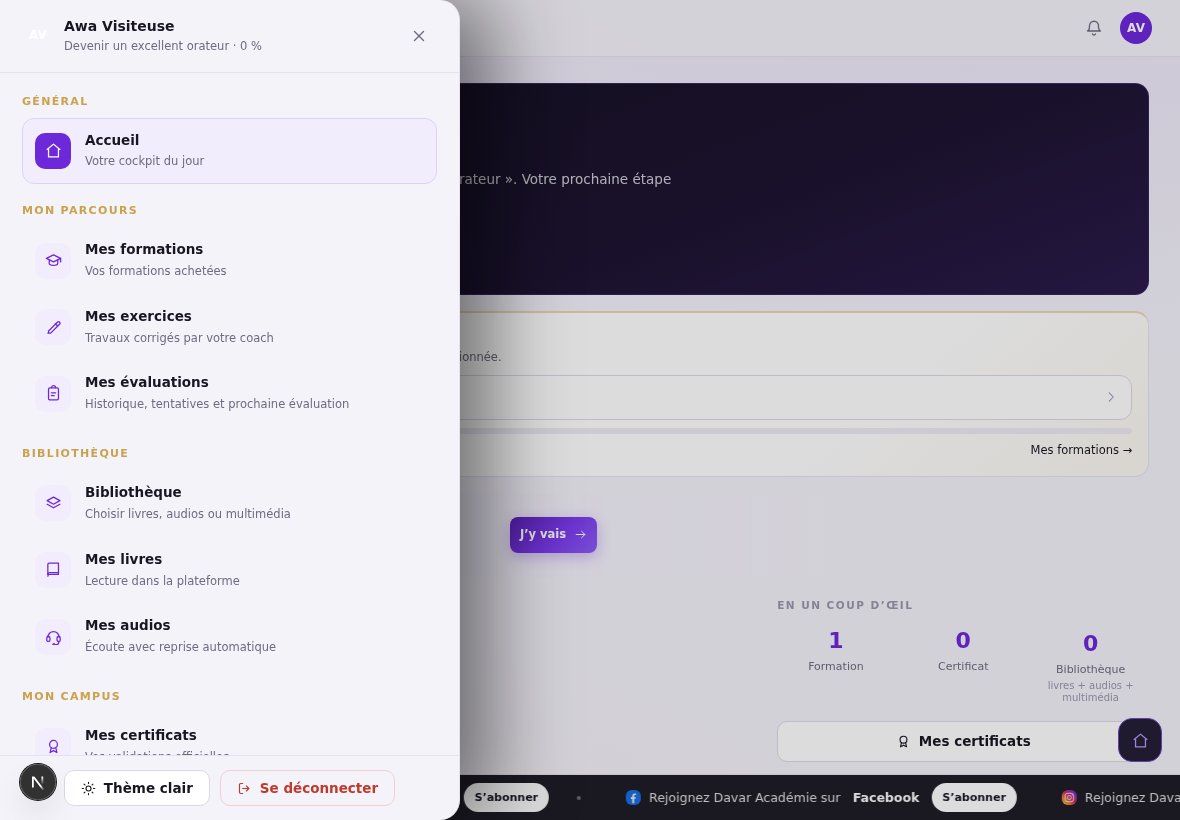 AV
Awa Visiteuse
Devenir un excellent orateur · 0 %
GÉNÉRAL
Accueil
Votre cockpit du jour
MON PARCOURS
Mes formations
Vos formations achetées
Mes exercices
Travaux corrigés par votre coach
Mes évaluations
Historique, tentatives et prochaine évaluation
BIBLIOTHÈQUE
Bibliothèque
Choisir livres, audios ou multimédia
Mes livres
Lecture dans la plateforme
Mes audios
Écoute avec reprise automatique
MON CAMPUS
Mes certificats
Vos validations officielles
N
Thème clair
Se déconnecter
AV
rateur ». Votre prochaine étape
ionnée.
Mes formations →
J’y vais →
EN UN COUP D’ŒIL
1
Formation
0
Certificat
0
Bibliothèque
livres + audios +
multimédia
Mes certificats
S’abonner • Rejoignez Davar Académie sur Facebook S’abonner Rejoignez Dava